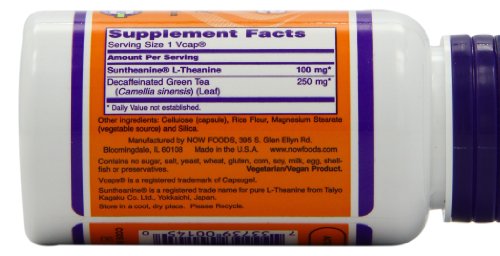 Supplement Facts
Serving Size 1 Vcap®
Amount Per Serving
Suntheanine® L-Theanine 100 mg*
Decaffeinated Green Tea 250 mg*
(Camellia sinensis) (Leaf)
* Daily Value not established.
Other ingredients: Cellulose (capsule), Rice Flour, Magnesium Stearate
(vegetable source) and Silica.
Manufactured by NOW FOODS, 395 S. Glen Ellyn Rd.
Bloomingdale, IL 60108 Made in the U.S.A. www.nowfoods.com
Contains no sugar, salt, yeast, wheat, gluten, corn, soy, milk, egg, shell-
fish or preservatives. Vegetarian/Vegan Product.
Vcaps® is a registered trademark of Capsugel.
Suntheanine® is a registered trade name for pure L-Theanine from Taiyo
Kagaku Co. Ltd., Yokkaichi, Japan.
Store in a cool, dry place. Please Recycle.
33739 00145